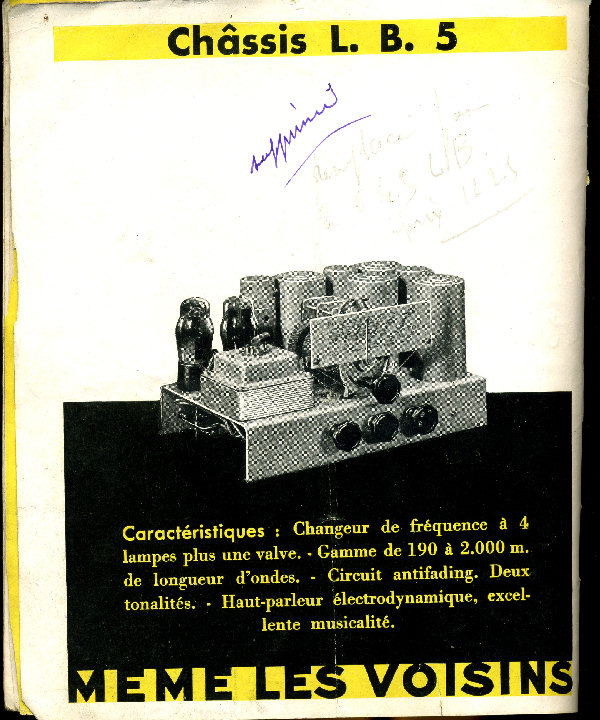 Châssis L. B. 5
supprimé
Caractéristiques : Changeur de fréquence à 4
lampes plus une valve. - Gamme de 190 à 2.000 m.
de longueur d'ondes. - Circuit antifading. Deux
tonalités. - Haut-parleur électrodynamique, excel-
lente musicalité.
MEME LES VOISINS